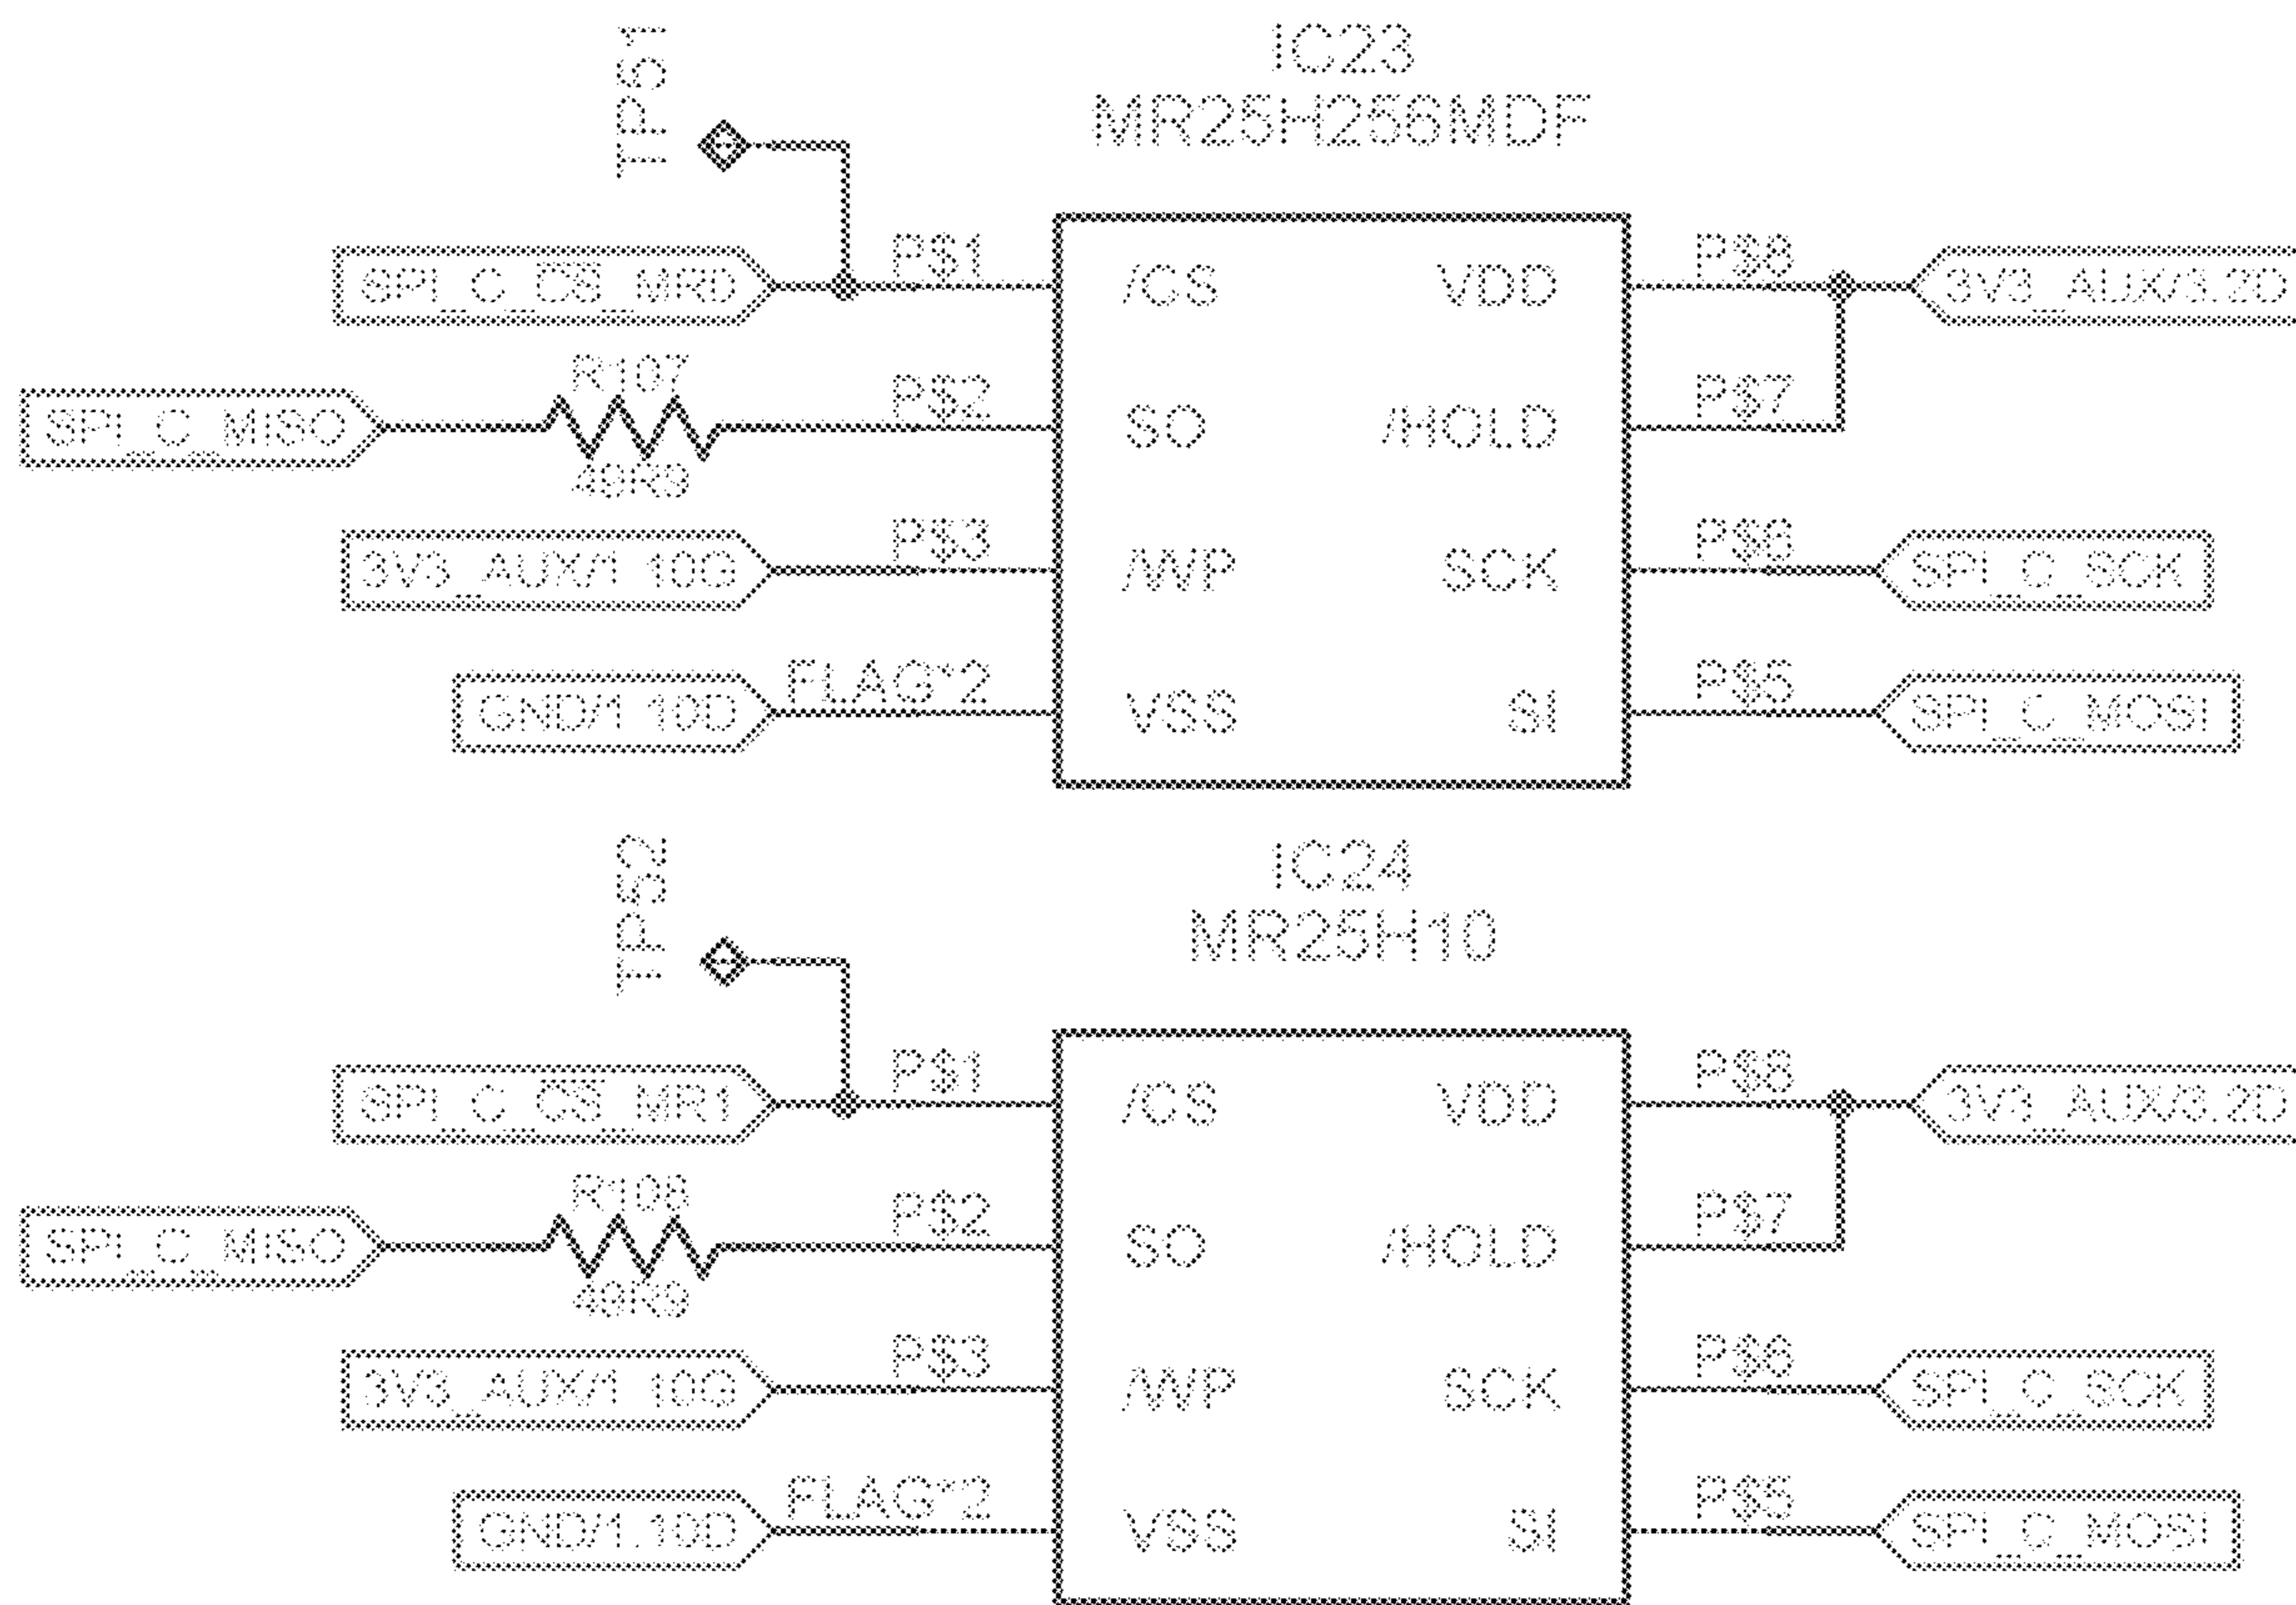 TP51
IC23
MR25H256MDF
SPI_C_CS_MRD
P$1
/CS
VDD
P$8
3V3_AUX/3.2D
SPI_C_MISO
R107
49R9
P$2
SO
/HOLD
P$7
3V3_AUX/1.10G
P$3
/WP
SCK
P$6
SPI_C_SCK
GND/1.10D
FLAG*2
VSS
SI
P$5
SPI_C_MOSI
TP52
IC24
MR25H10
SPI_C_CS_MR1
P$1
/CS
VDD
P$8
3V3_AUX/3.2D
SPI_C_MISO
R108
49R9
P$2
SO
/HOLD
P$7
3V3_AUX/1.10G
P$3
/WP
SCK
P$6
SPI_C_SCK
GND/1.10D
FLAG*2
VSS
SI
P$5
SPI_C_MOSI